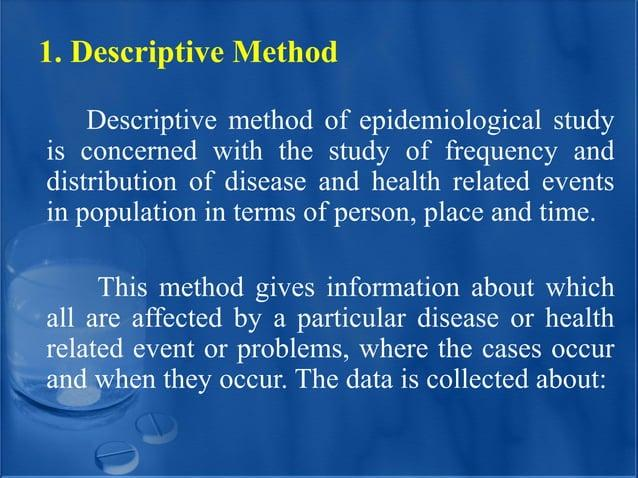 1. Descriptive Method
Descriptive method of epidemiological study
is concerned with the study of frequency and
distribution of disease and health related events
in population in terms of person, place and time.
This method gives information about which
all are affected by a particular disease or health
related event or problems, where the cases occur
and when they occur. The data is collected about: